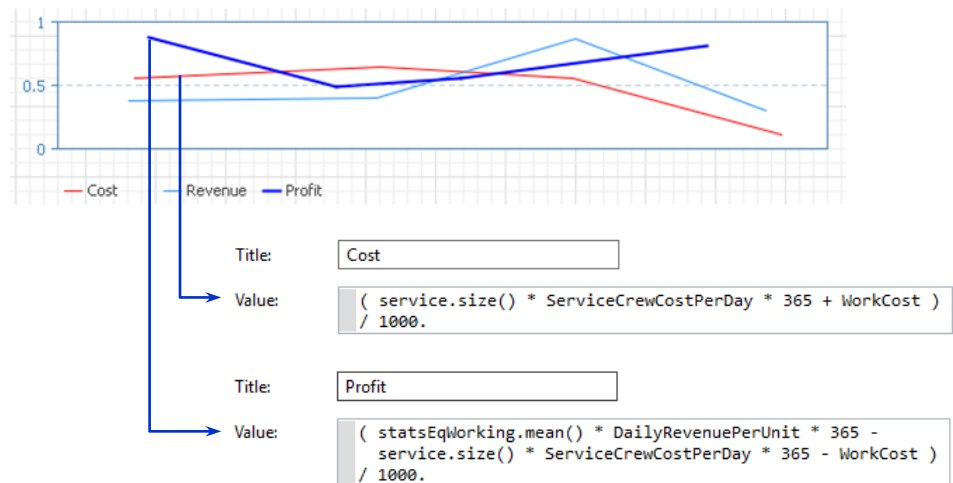 1
0.5
0
Cost Revenue Profit
Title: Cost
Value: ( service.size() * ServiceCrewCostPerDay * 365 + WorkCost )
/ 1000.
Title: Profit
Value: ( statsEqWorking.mean() * DailyRevenuePerUnit * 365 -
service.size() * ServiceCrewCostPerDay * 365 - WorkCost )
/ 1000.